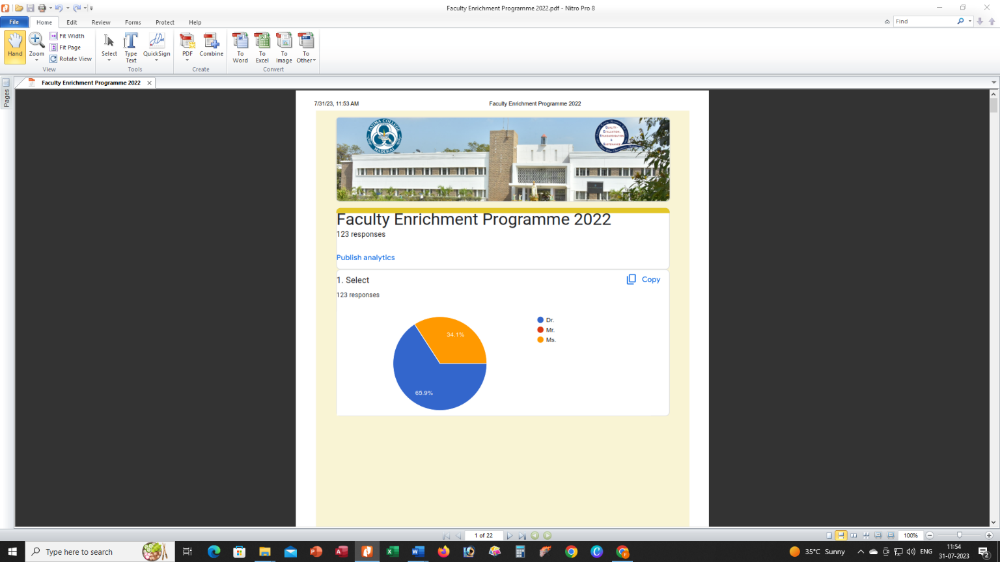 Faculty Enrichment Programme 2022.pdf - Nitro Pro 8
File Home Edit Review Forms Protect Help
Find
Hand
Zoom
Fit Width
Fit Page
Rotate View
View
Select
Type Text
QuickSign
Tools
PDF
Combine
Create
To Word
To Excel
To Image
To Other
Convert
Pages
Faculty Enrichment Programme 2022
7/31/23, 11:53 AM Faculty Enrichment Programme 2022
FATIMA COLLEGE
MADURAI
Quality -
Evaluation,
Standardisation
&
Sustenance
Faculty Enrichment Programme 2022
123 responses
Publish analytics
1. Select
Copy
123 responses
34.1%
65.9%
Dr.
Mr.
Ms.
1 of 22
100%
Type here to search
35°C Sunny
ENG
11:54
31-07-2023
2